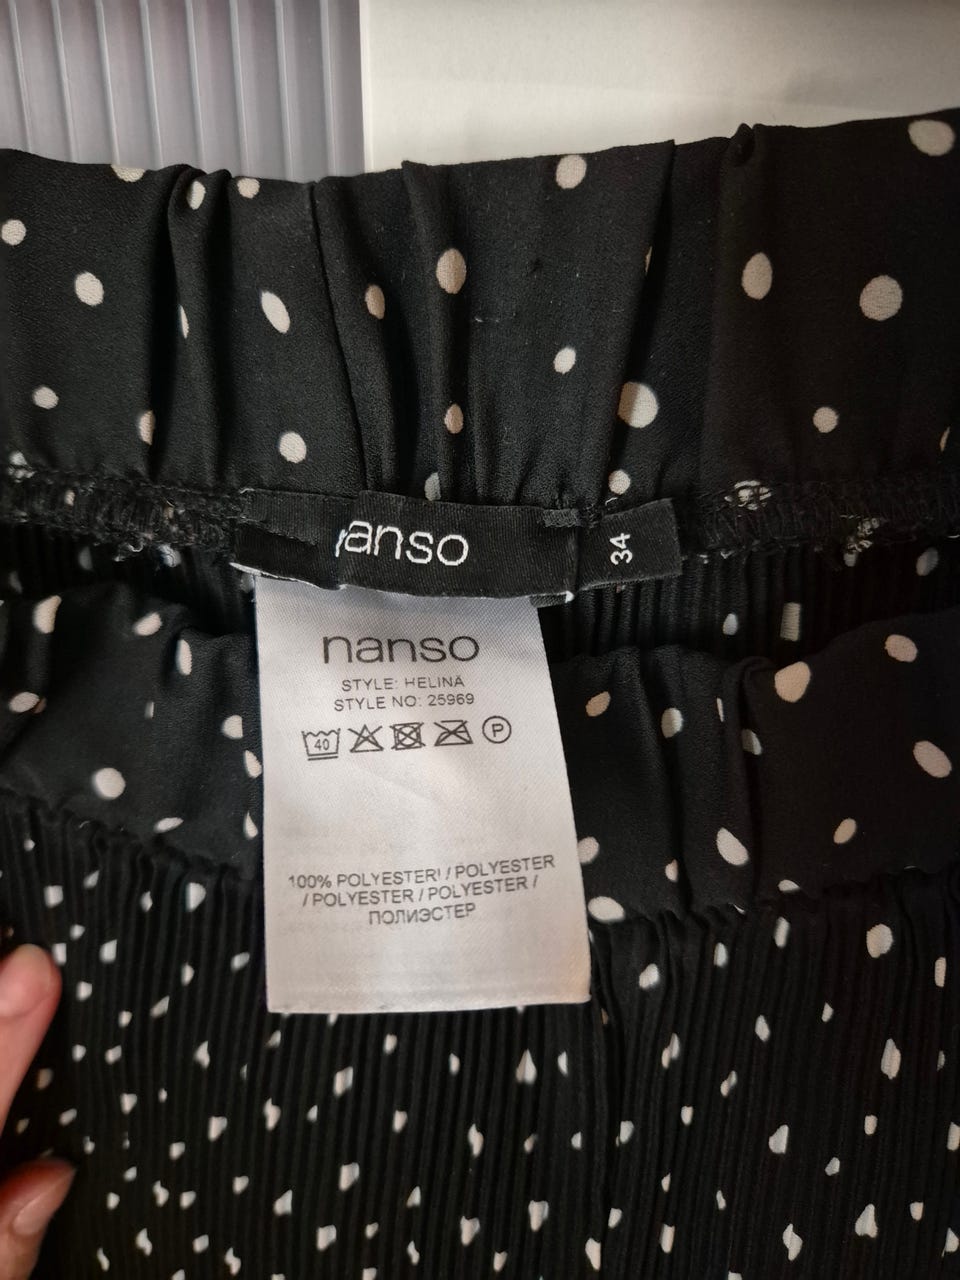 nanso
34
nanso
STYLE: HELINA
STYLE NO: 25969
40 P
100% POLYESTER / POLYESTER
/ POLYESTER / POLYESTER /
ПОЛИЭСТЕР